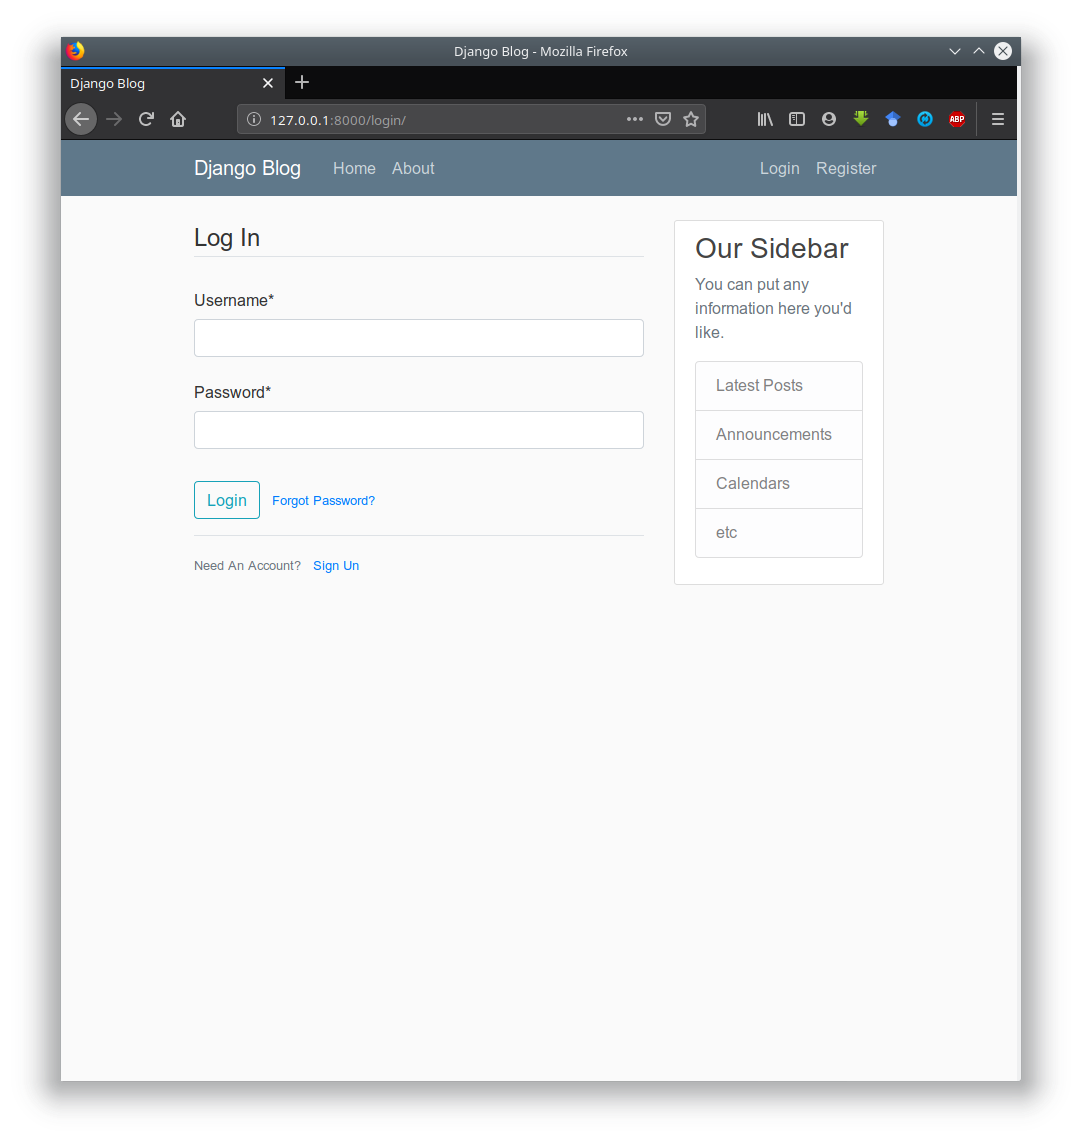 Django Blog - Mozilla Firefox
Django Blog
127.0.0.1:8000/login/
ABP
Django Blog Home About Login Register
Log In
Username*
Password*
Login Forgot Password?
Need An Account? Sign Un
Our Sidebar
You can put any
information here you'd
like.
Latest Posts
Announcements
Calendars
etc